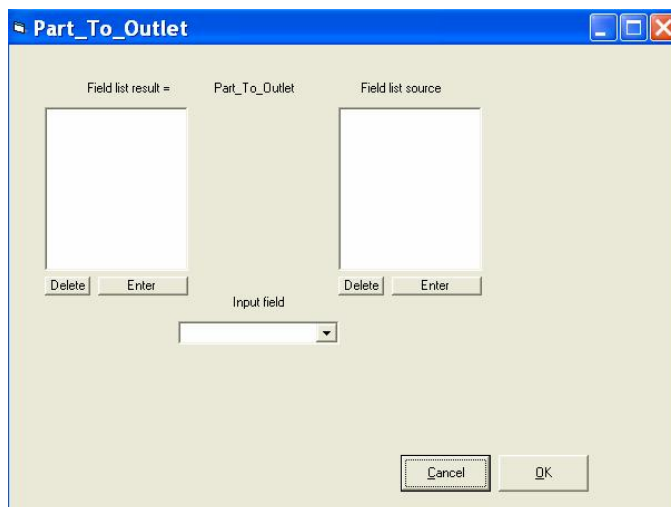 Part_To_Outlet
Field list result = Part_To_Outlet Field list source
Delete Enter Delete Enter
Input field
Cancel OK